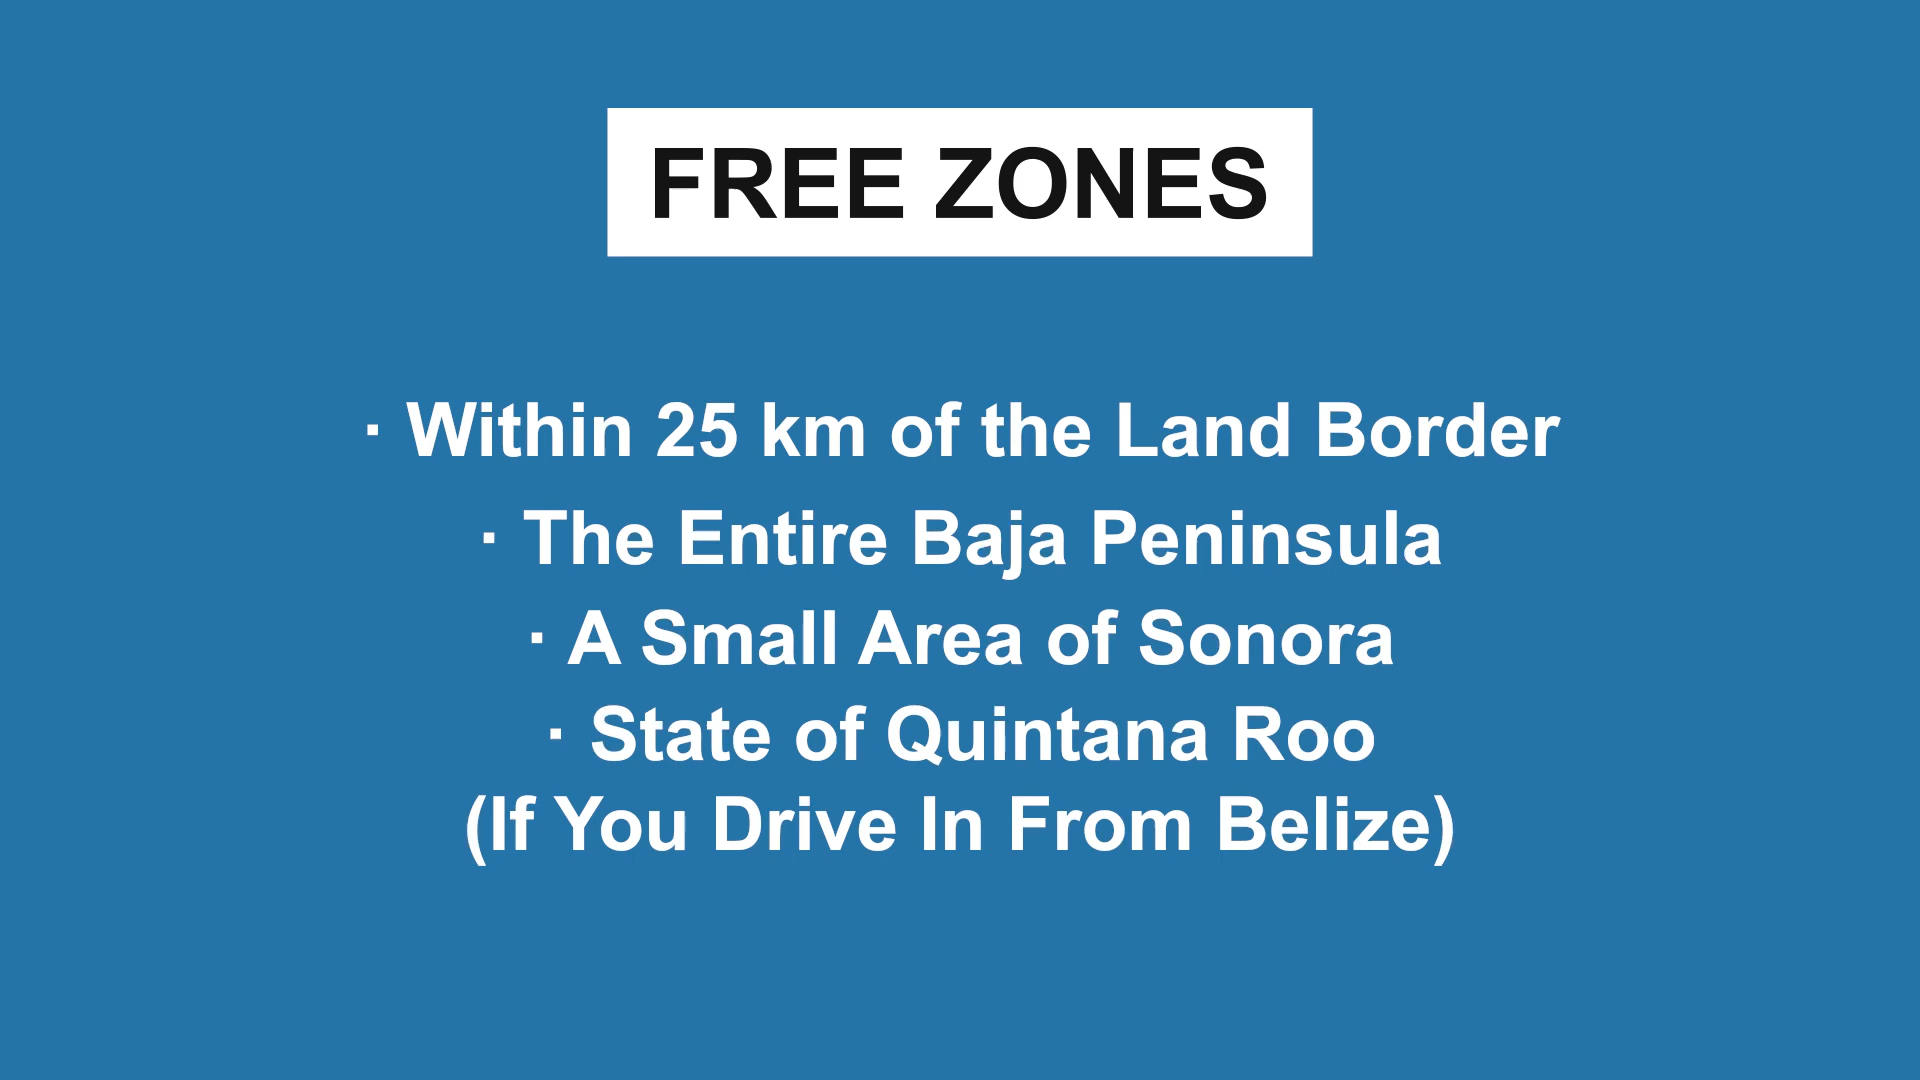 FREE ZONES
· Within 25 km of the Land Border
· The Entire Baja Peninsula
· A Small Area of Sonora
· State of Quintana Roo
(If You Drive In From Belize)